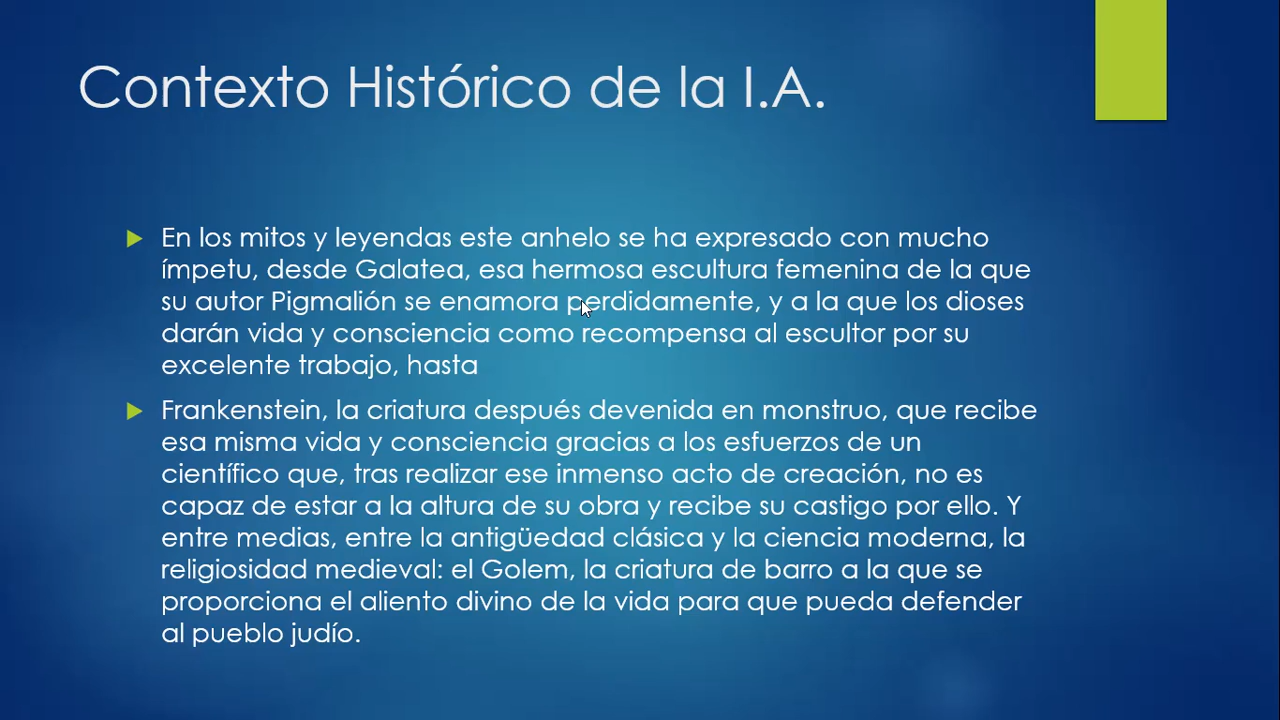 Contexto Histórico de la I.A.
En los mitos y leyendas este anhelo se ha expresado con mucho
ímpetu, desde Galatea, esa hermosa escultura femenina de la que
su autor Pigmalión se enamora perdidamente, y a la que los dioses
darán vida y consciencia como recompensa al escultor por su
excelente trabajo, hasta
Frankenstein, la criatura después devenida en monstruo, que recibe
esa misma vida y consciencia gracias a los esfuerzos de un
científico que, tras realizar ese inmenso acto de creación, no es
capaz de estar a la altura de su obra y recibe su castigo por ello. Y
entre medias, entre la antigüedad clásica y la ciencia moderna, la
religiosidad medieval: el Golem, la criatura de barro a la que se
proporciona el aliento divino de la vida para que pueda defender
al pueblo judío.